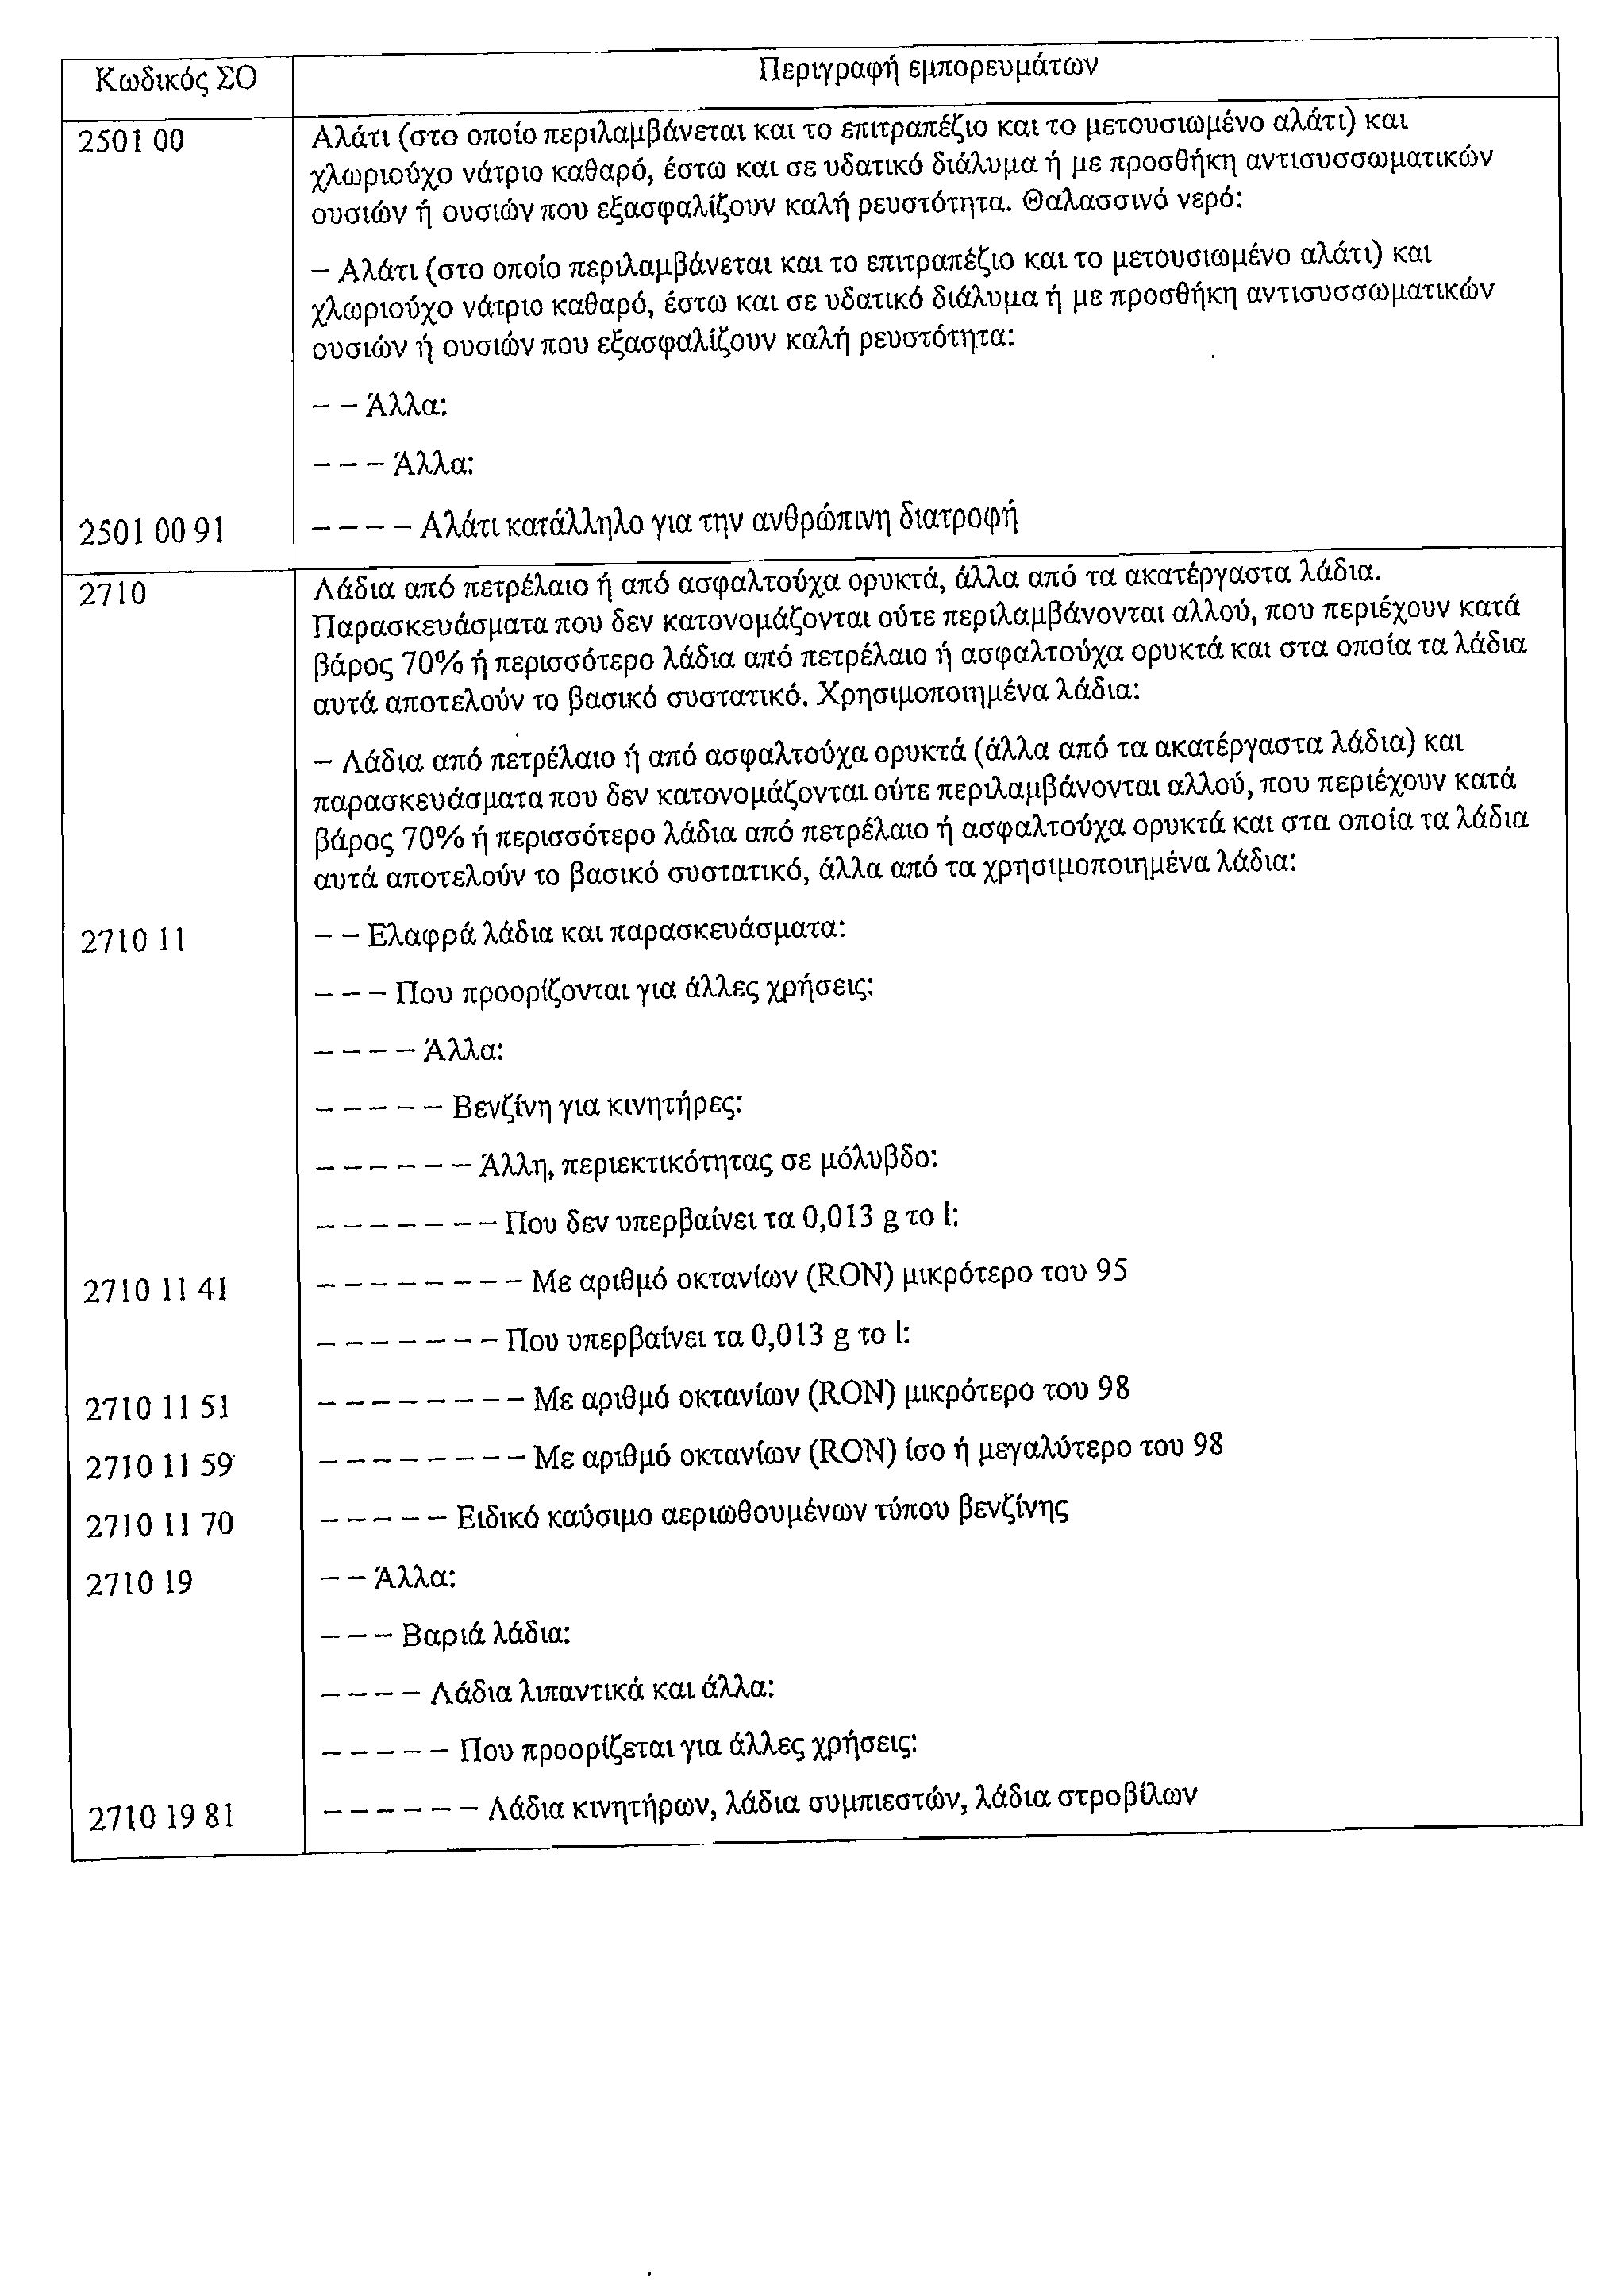 Κωδικός ΣΟ
Περιγραφή εμπορευμάτων
2501 00
Αλάτι (στο οποίο περιλαμβάνεται και το επιτραπέζιο και το μετουσιωμένο αλάτι) και
χλωριούχο νάτριο καθαρό, έστω και σε υδατικό διάλυμα ή με προσθήκη αντισυσσωματικών
ουσιών ή ουσιών που εξασφαλίζουν καλή ρευστότητα. Θαλασσινό νερό:
– Αλάτι (στο οποίο περιλαμβάνεται και το επιτραπέζιο και το μετουσιωμένο αλάτι) και
χλωριούχο νάτριο καθαρό, έστω και σε υδατικό διάλυμα ή με προσθήκη αντισυσσωματικών
ουσιών ή ουσιών που εξασφαλίζουν καλή ρευστότητα:
– – Άλλα:
– – – Άλλα:
2501 00 91 – – – – Αλάτι κατάλληλο για την ανθρώπινη διατροφή
2710
Λάδια από πετρέλαιο ή από ασφαλτούχα ορυκτά, άλλα από τα ακατέργαστα λάδια.
Παρασκευάσματα που δεν κατονομάζονται ούτε περιλαμβάνονται αλλού, που περιέχουν κατά
βάρος 70% ή περισσότερο λάδια από πετρέλαιο ή ασφαλτούχα ορυκτά και στα οποία τα λάδια
αυτά αποτελούν το βασικό συστατικό. Χρησιμοποιημένα λάδια:
– Λάδια από πετρέλαιο ή από ασφαλτούχα ορυκτά (άλλα από τα ακατέργαστα λάδια) και
παρασκευάσματα που δεν κατονομάζονται ούτε περιλαμβάνονται αλλού, που περιέχουν κατά
βάρος 70% ή περισσότερο λάδια από πετρέλαιο ή ασφαλτούχα ορυκτά και στα οποία τα λάδια
αυτά αποτελούν το βασικό συστατικό, άλλα από τα χρησιμοποιημένα λάδια:
2710 11 – – Ελαφρά λάδια και παρασκευάσματα:
– – – Που προορίζονται για άλλες χρήσεις:
– – – – Άλλα:
– – – – – Βενζίνη για κινητήρες:
– – – – – – Άλλη, περιεκτικότητας σε μόλυβδο:
– – – – – – – Που δεν υπερβαίνει τα 0,013 g το l:
2710 11 41 – – – – – – – – Με αριθμό οκτανίων (RON) μικρότερο του 95
– – – – – – – Που υπερβαίνει τα 0,013 g το l:
2710 11 51 – – – – – – – – Με αριθμό οκτανίων (RON) μικρότερο του 98
2710 11 59 – – – – – – – – Με αριθμό οκτανίων (RON) ίσο ή μεγαλύτερο του 98
2710 11 70 – – – – – Ειδικό καύσιμο αεριωθουμένων τύπου βενζίνης
2710 19 – – Άλλα:
– – – Βαριά λάδια:
– – – – Λάδια λιπαντικά και άλλα:
– – – – – Που προορίζεται για άλλες χρήσεις:
2710 19 81 – – – – – – Λάδια κινητήρων, λάδια συμπιεστών, λάδια στροβίλων